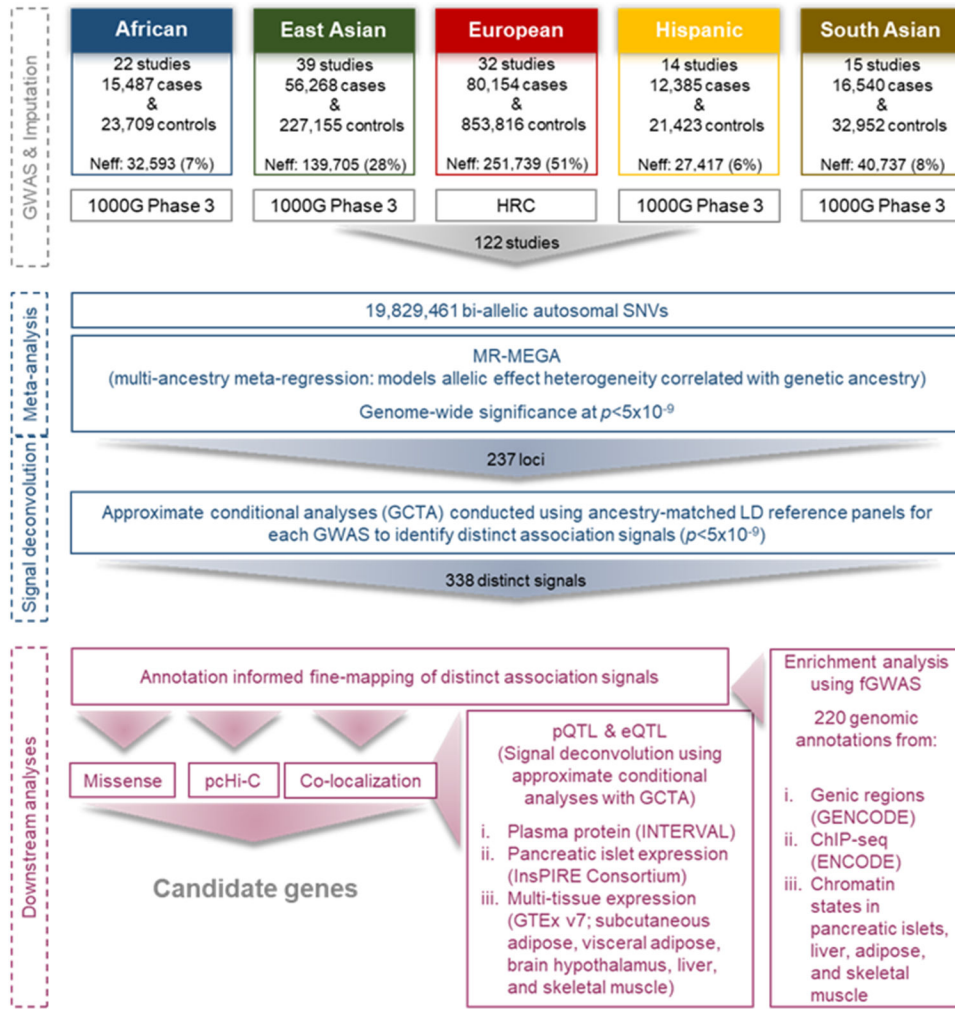 GWAS & Imputation
African
22 studies
15,487 cases
&
23,709 controls
Neff: 32,593 (7%)
1000G Phase 3
East Asian
39 studies
56,268 cases
&
227,155 controls
Neff: 139,705 (28%)
1000G Phase 3
European
32 studies
80,154 cases
&
853,816 controls
Neff: 251,739 (51%)
HRC
Hispanic
14 studies
12,385 cases
&
21,423 controls
Neff: 27,417 (6%)
1000G Phase 3
South Asian
15 studies
16,540 cases
&
32,952 controls
Neff: 40,737 (8%)
1000G Phase 3
122 studies
Meta-analysis
19,829,461 bi-allelic autosomal SNVs
MR-MEGA
(multi-ancestry meta-regression: models allelic effect heterogeneity correlated with genetic ancestry)
Genome-wide significance at p<5x10⁻⁹
237 loci
Signal deconvolution
Approximate conditional analyses (GCTA) conducted using ancestry-matched LD reference panels for
each GWAS to identify distinct association signals (p<5x10⁻⁹)
338 distinct signals
Downstream analyses
Annotation informed fine-mapping of distinct association signals
Missense
pcHi-C
Co-localization
Candidate genes
pQTL & eQTL
(Signal deconvolution using
approximate conditional
analyses with GCTA)
i. Plasma protein (INTERVAL)
ii. Pancreatic islet expression
(InsPIRE Consortium)
iii. Multi-tissue expression
(GTEx v7; subcutaneous
adipose, visceral adipose,
brain hypothalamus, liver,
and skeletal muscle)
Enrichment analysis
using fGWAS
220 genomic
annotations from:
i. Genic regions
(GENCODE)
ii. ChIP-seq
(ENCODE)
iii. Chromatin
states in
pancreatic islets,
liver, adipose,
and skeletal
muscle